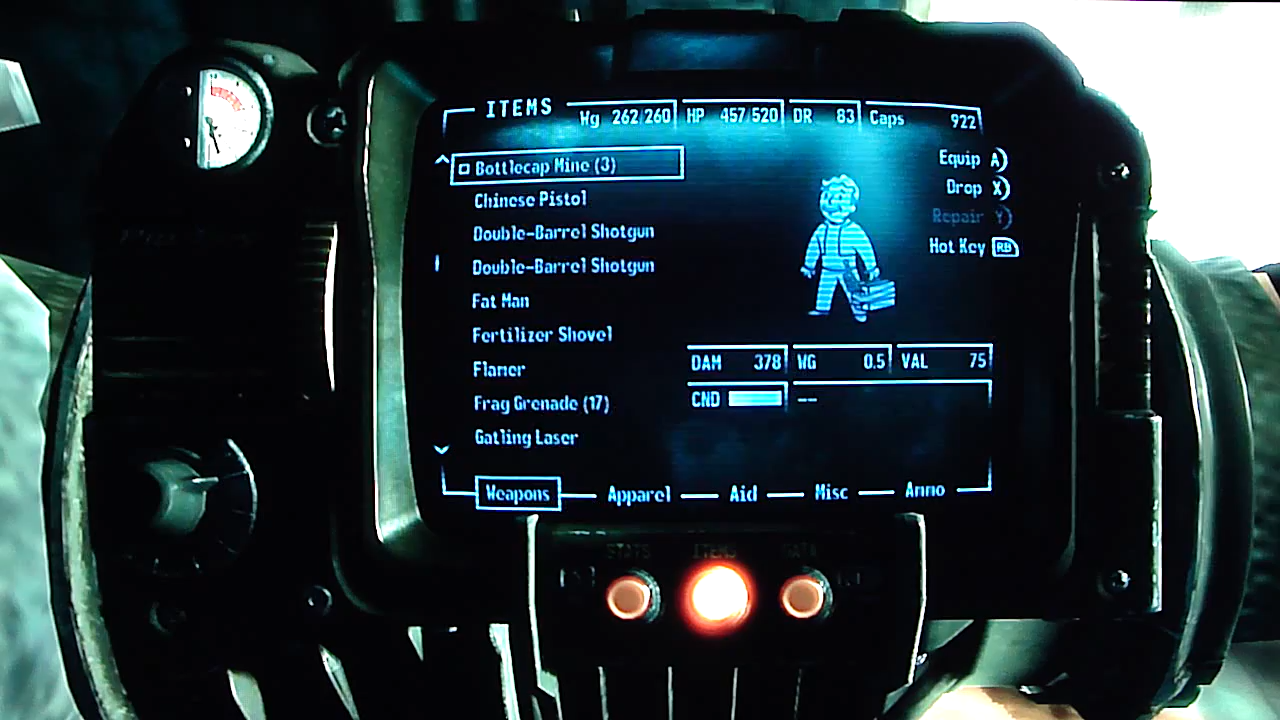 ITEMS
Wg 262/260 HP 457/520 DR 83 Caps 922
Bottlecap Mine (3)
Chinese Pistol
Double-Barrel Shotgun
Double-Barrel Shotgun
Fat Man
Fertilizer Shovel
Flamer
Frag Grenade (17)
Gatling Laser
Equip A)
Drop X)
Repair Y)
Hot Key RB
DAM 378 WG 0.5 VAL 75
CND --
Weapons Apparel Aid Misc Ammo
STATS ITEMS DATA